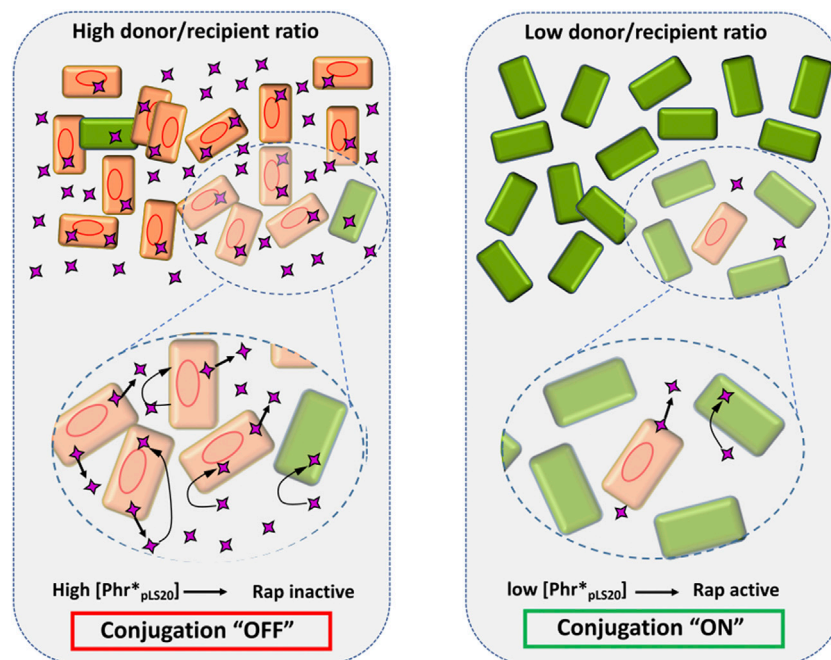 High donor/recipient ratio
High [Phr*pLS20] → Rap inactive
Conjugation “OFF”
Low donor/recipient ratio
low [Phr*pLS20] → Rap active
Conjugation “ON”